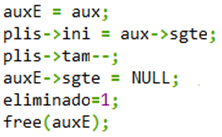 auxE = aux;
plis->ini = aux->sgte;
plis->tam--;
auxE->sgte = NULL;
eliminado=1;
free(auxE);